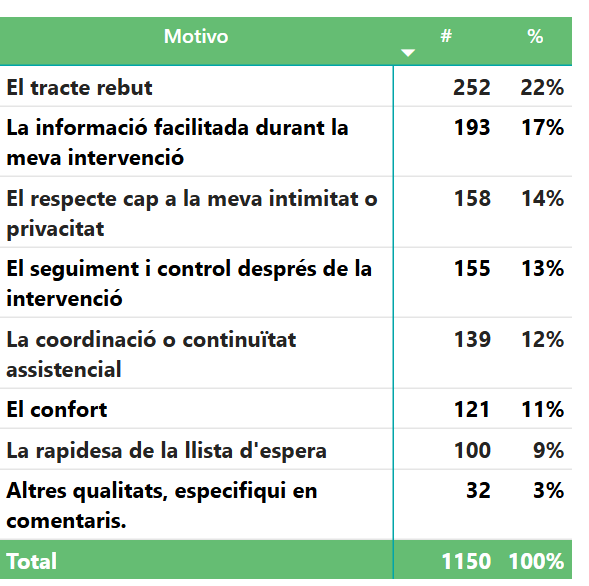 Motivo # %
El tracte rebut 252 22%
La informació facilitada durant la 193 17%
meva intervenció
El respecte cap a la meva intimitat o 158 14%
privacitat
El seguiment i control després de la 155 13%
intervenció
La coordinació o continuïtat 139 12%
assistencial
El confort 121 11%
La rapidesa de la llista d'espera 100 9%
Altres qualitats, especifiqui en 32 3%
comentaris.
Total 1150 100%